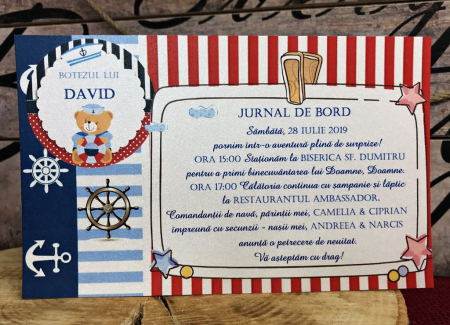 BOTEZUL LUI
DAVID
JURNAL DE BORD
Sâmbătă, 28 IULIE 2019
pornim într-o aventură plină de surprize!
ORA 15:00 Staționăm la BISERICA SF. DUMITRU
pentru a primi binecuvântarea lui Doamne, Doamne.
ORA 17:00 Călătoria continua cu șampanie și lăptic
la RESTAURANTUL AMBASSADOR.
Comandanții de navă, părinții mei, CAMELIA & CIPRIAN
împreună cu secunzii - nașii mei, ANDREEA & NARCIS
anunță o petrecere de neuitat.
Vă așteptăm cu drag!